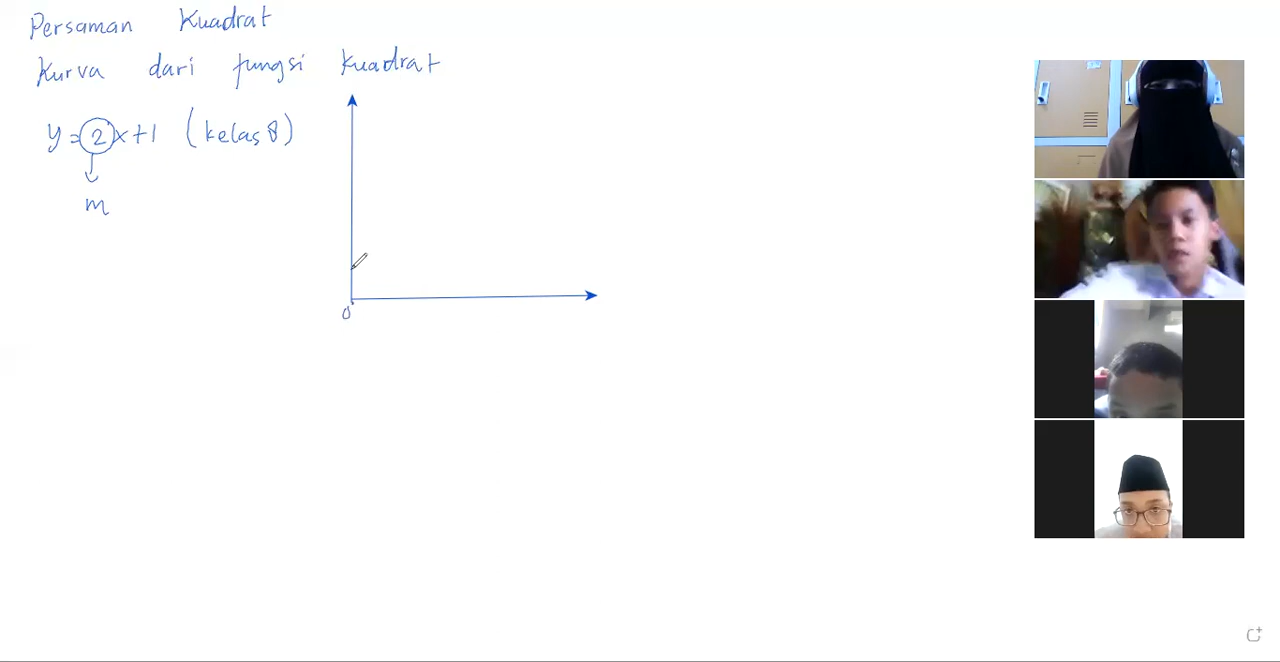 Persaman Kuadrat
Kurva dari fungsi kuadrat
y = 2x+1 (kelas 8)
m
0